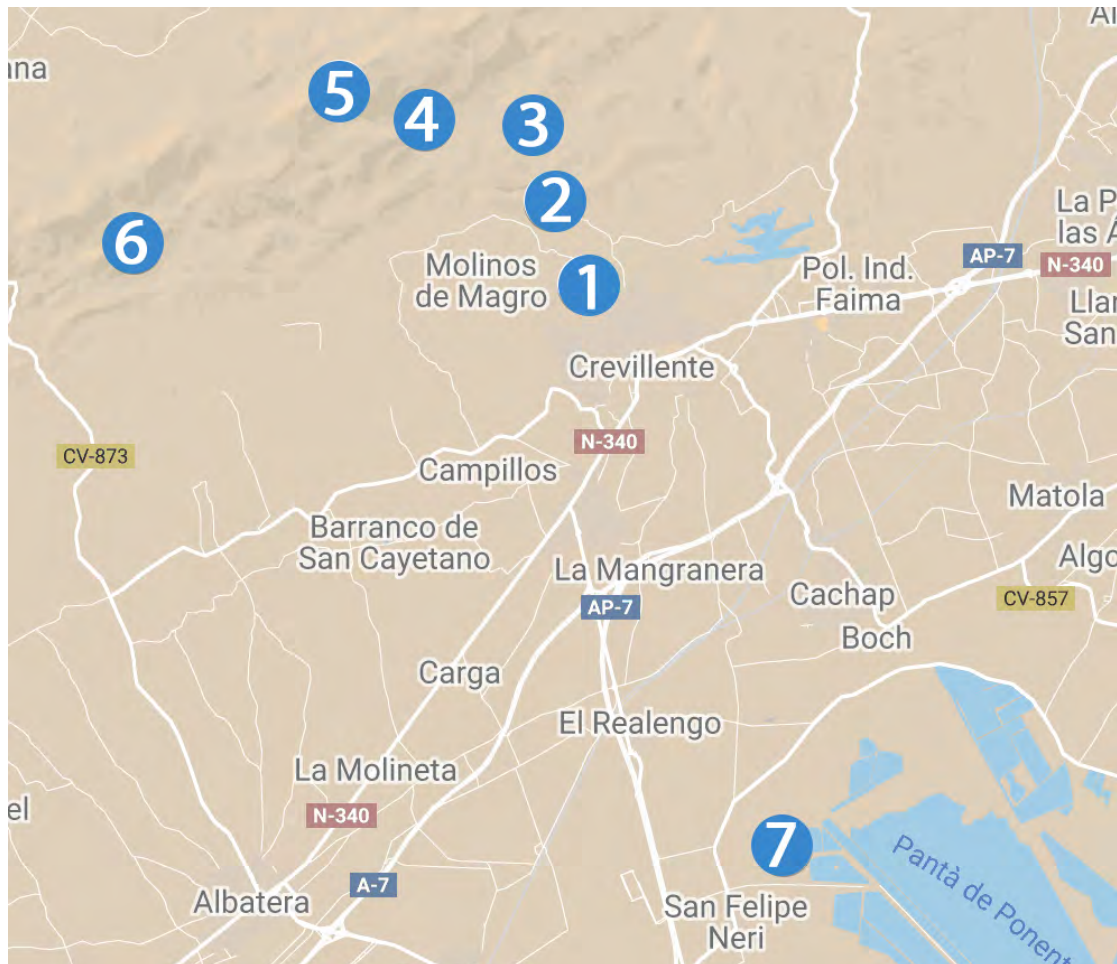 Al
ana
5
4
3
2
La P
las Á
6
AP-7
N-340
Molinos
de Magro
1
Pol. Ind.
Faima
Llar
San
Crevillente
N-340
CV-873
Campillos
Matola
Barranco de
San Cayetano
La Mangranera
Algo
AP-7
Cachap
CV-857
Boch
Carga
El Realengo
La Molineta
el
N-340
7
Pantà de Ponent
A-7
Albatera
San Felipe
Neri